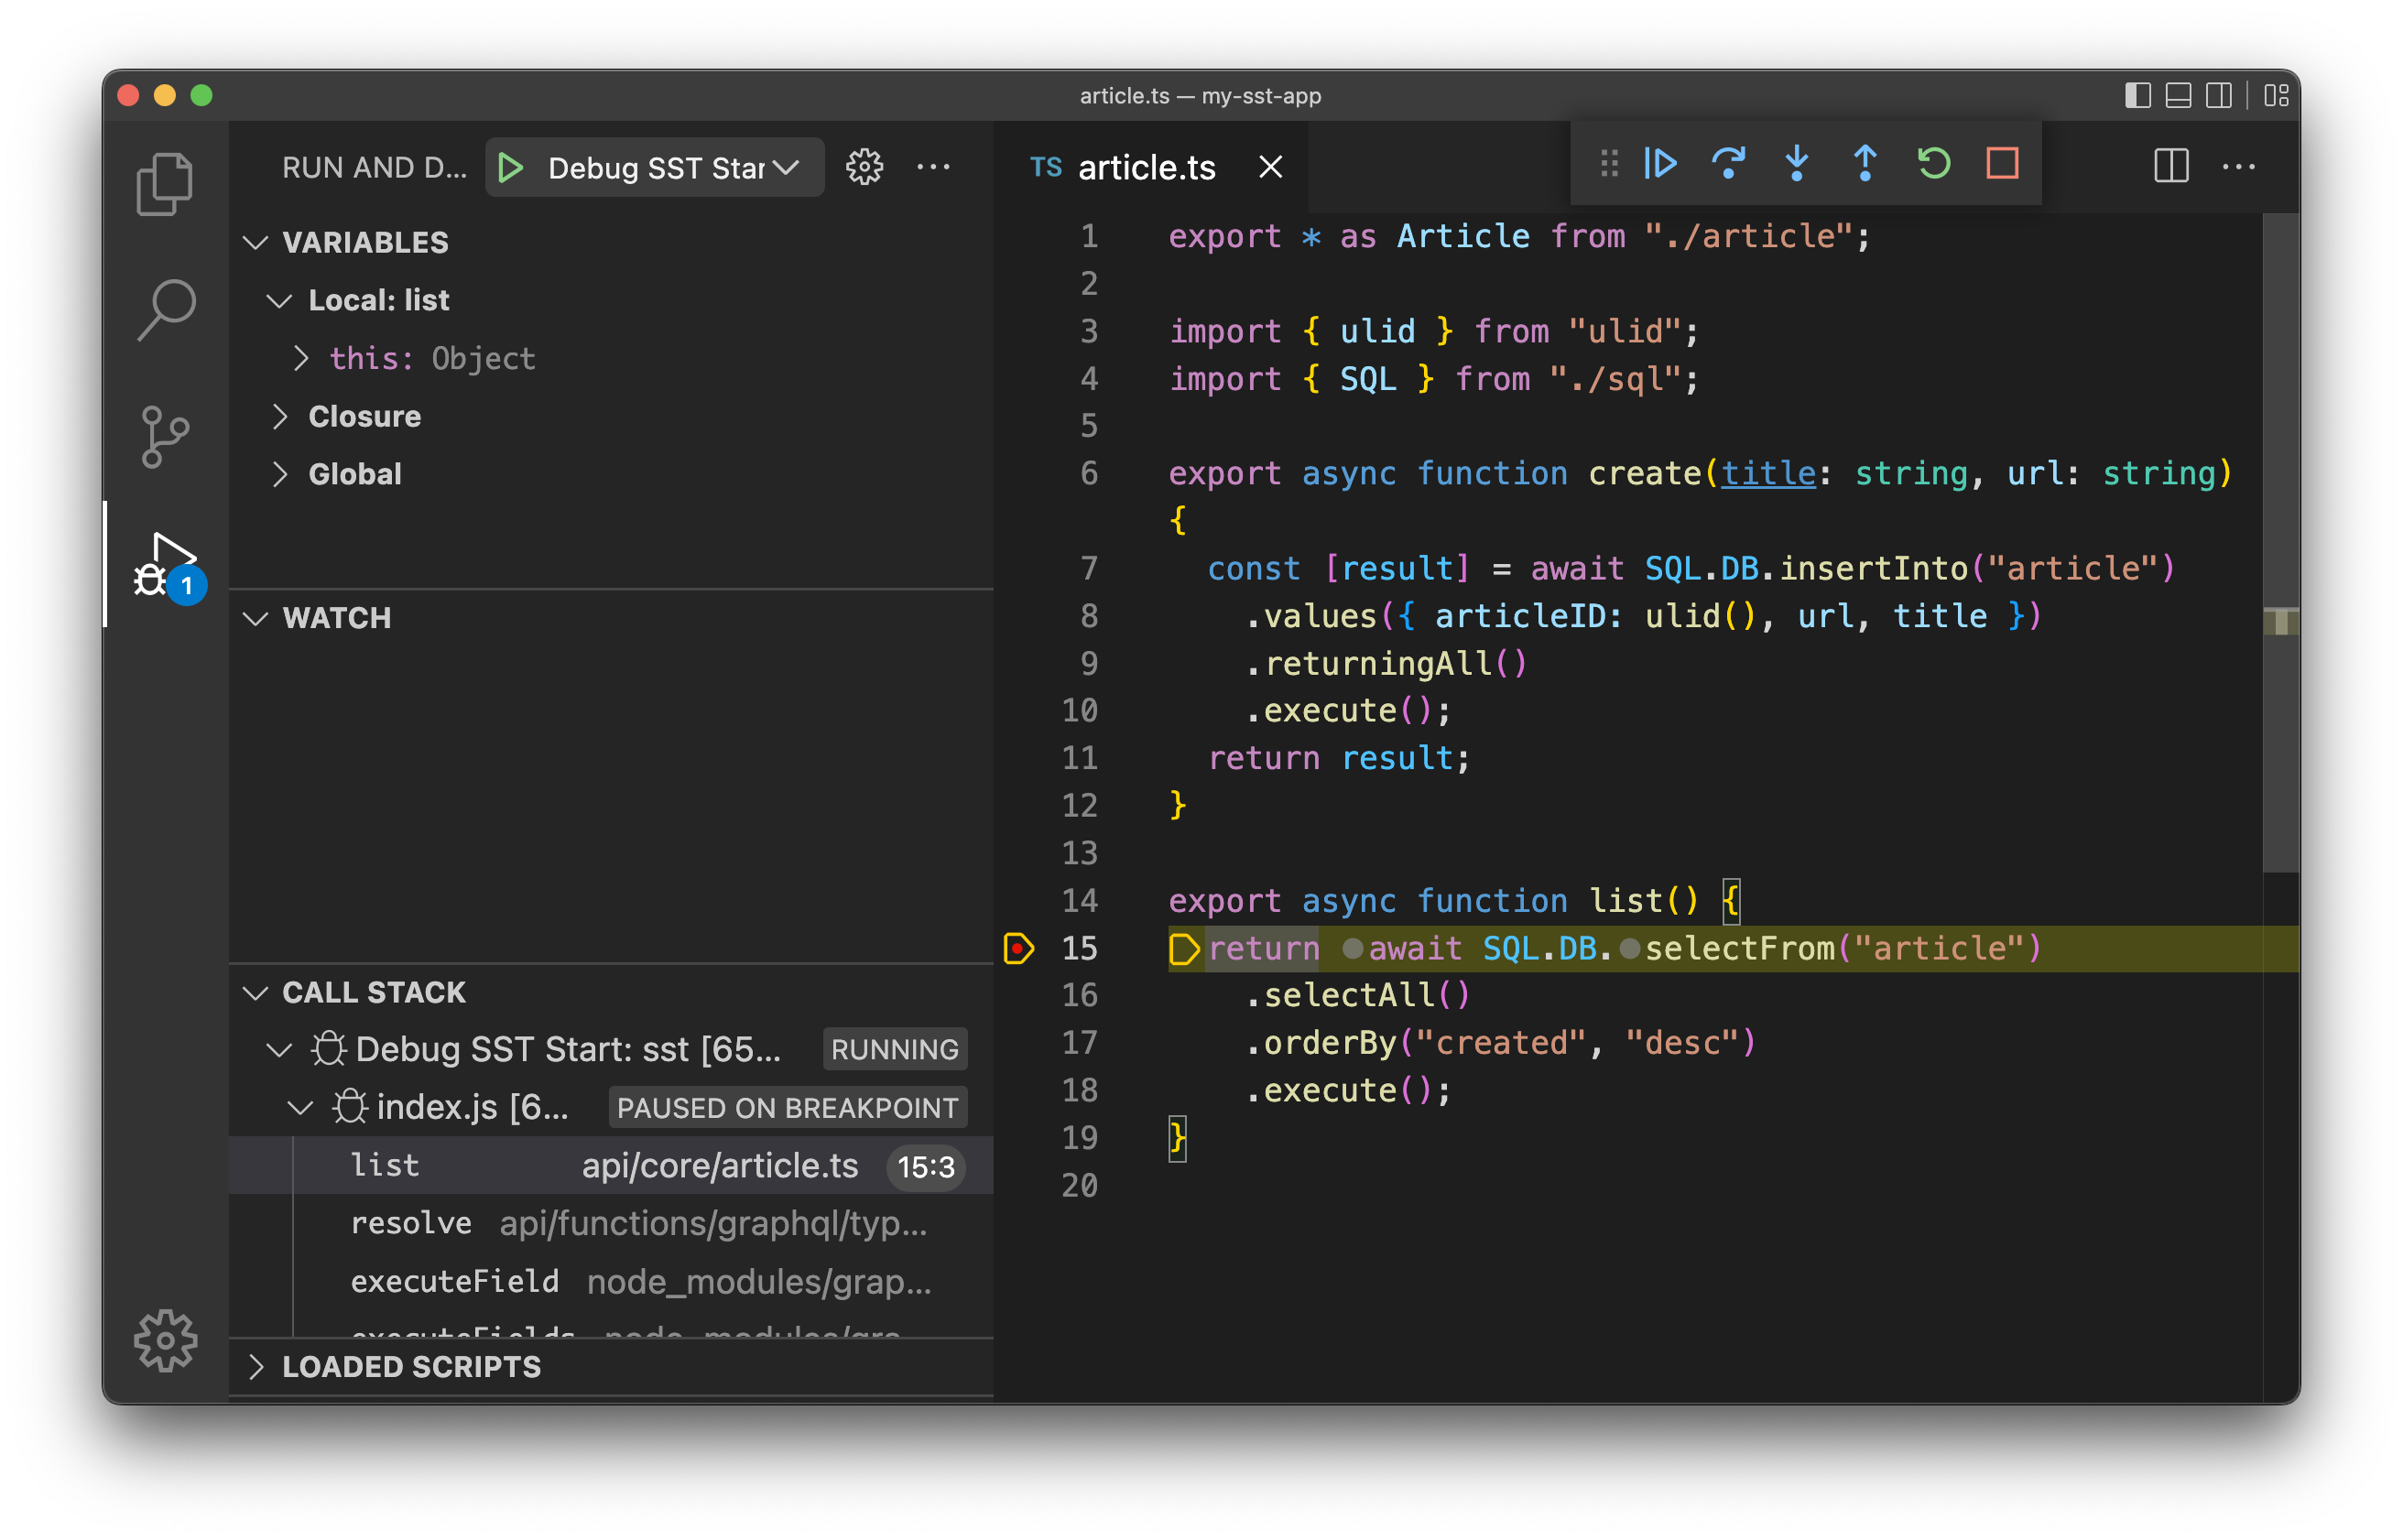 article.ts — my-sst-app
RUN AND D...
Debug SST Star
VARIABLES
Local: list
this: Object
Closure
Global
1
WATCH
CALL STACK
Debug SST Start: sst [65... RUNNING
index.js [6... PAUSED ON BREAKPOINT
list api/core/article.ts 15:3
resolve api/functions/graphql/typ...
executeField node_modules/grap...
executeFields node_modules/gra...
LOADED SCRIPTS
TS article.ts
1 export * as Article from "./article";
2
3 import { ulid } from "ulid";
4 import { SQL } from "./sql";
5
6 export async function create(title: string, url: string)
{
7 const [result] = await SQL.DB.insertInto("article")
8 .values({ articleID: ulid(), url, title })
9 .returningAll()
10 .execute();
11 return result;
12 }
13
14 export async function list() {
15 return await SQL.DB.selectFrom("article")
16 .selectAll()
17 .orderBy("created", "desc")
18 .execute();
19 }
20